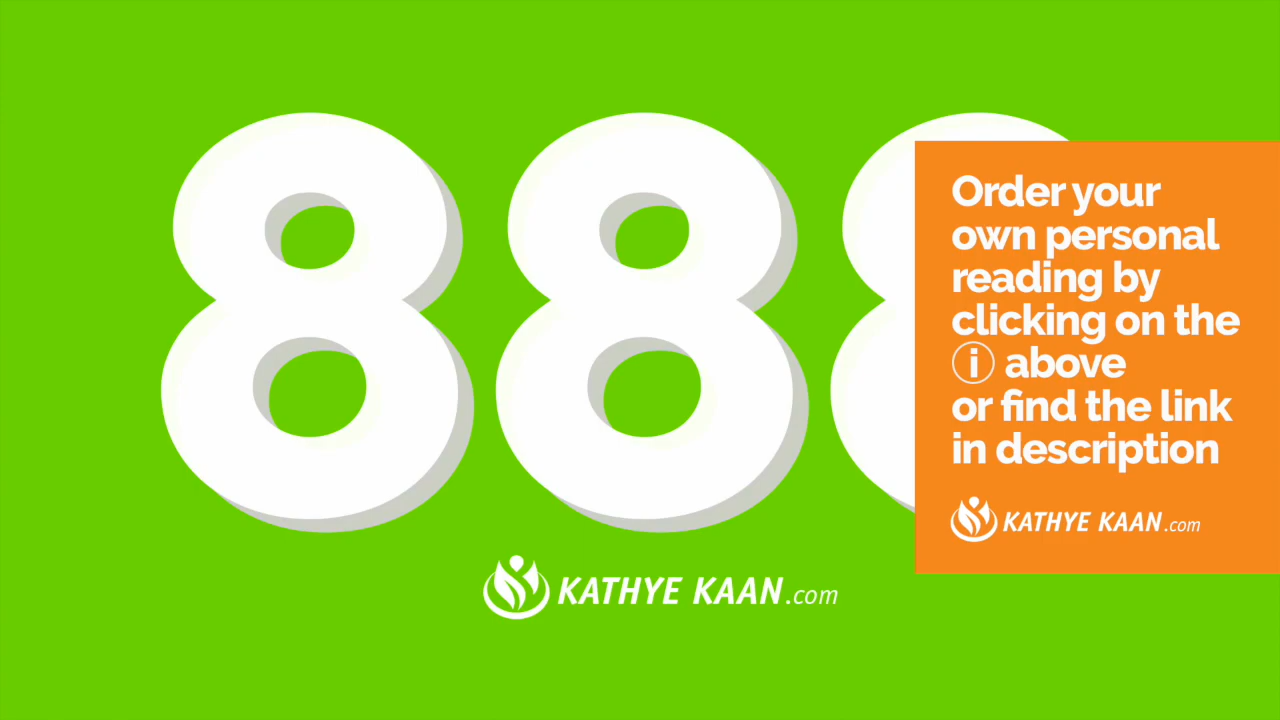 888
Order your
own personal
reading by
clicking on the
i above
or find the link
in description
KATHYE KAAN.com
KATHYE KAAN.com